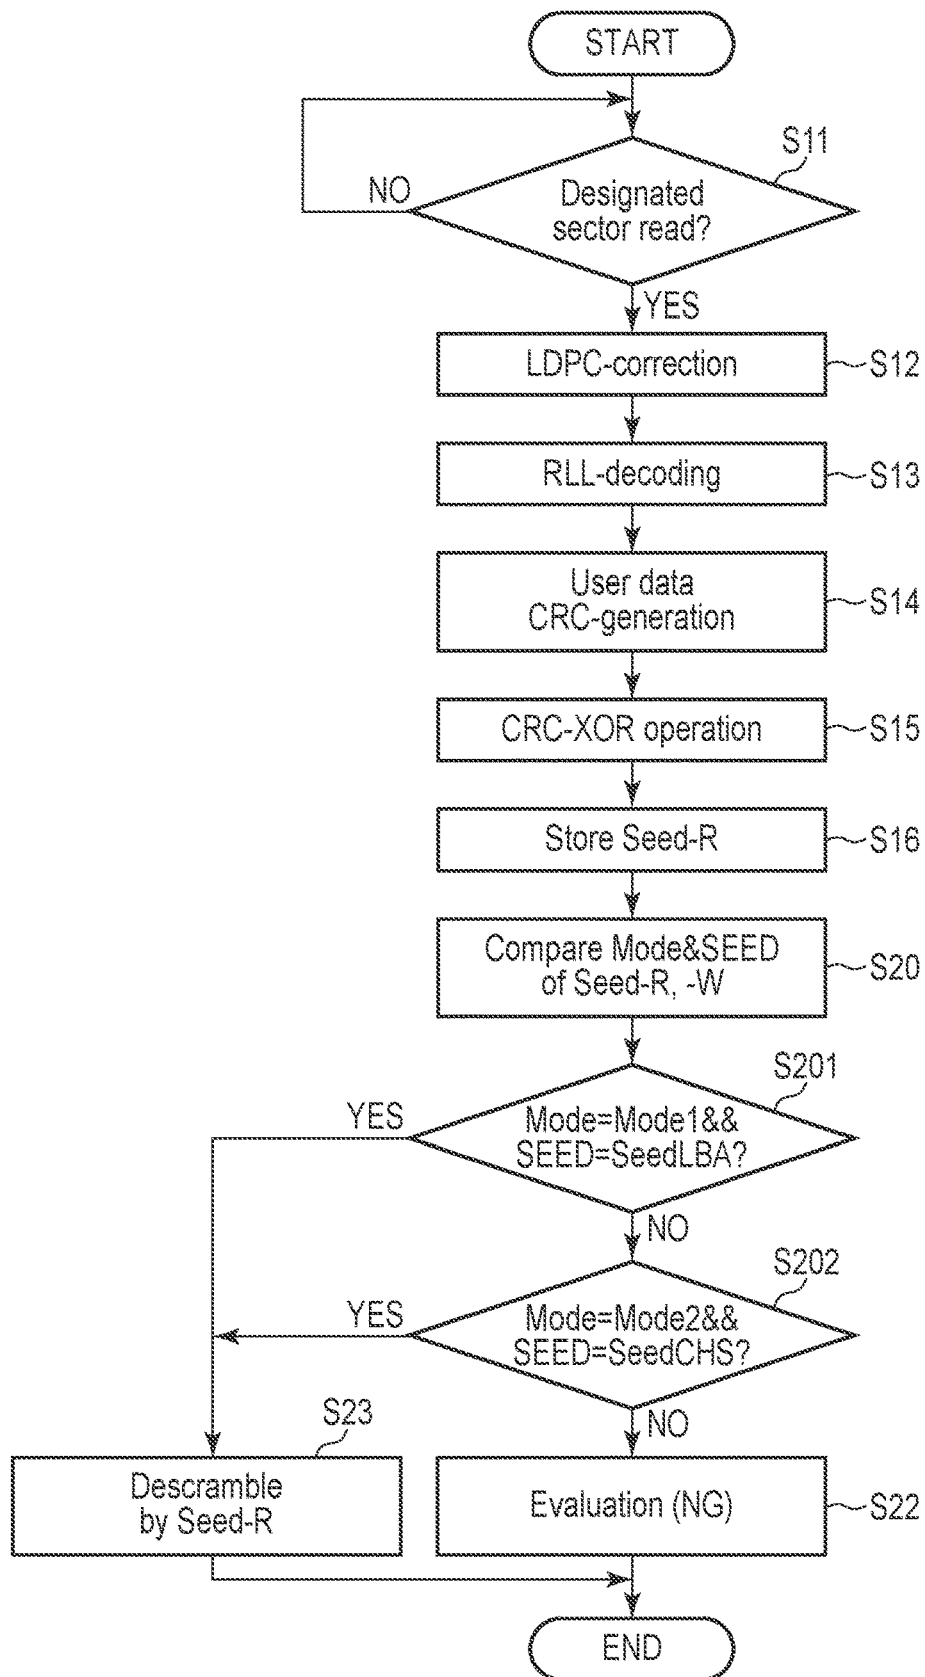 START
S11
NO
Designated
sector read?
YES
LDPC-correction
S12
RLL-decoding
S13
User data
CRC-generation
S14
CRC-XOR operation
S15
Store Seed-R
S16
Compare Mode&SEED
of Seed-R, -W
S20
S201
YES
Mode=Mode1&&
SEED=SeedLBA?
NO
S202
YES
Mode=Mode2&&
SEED=SeedCHS?
NO
S23
Descramble
by Seed-R
Evaluation (NG)
S22
END